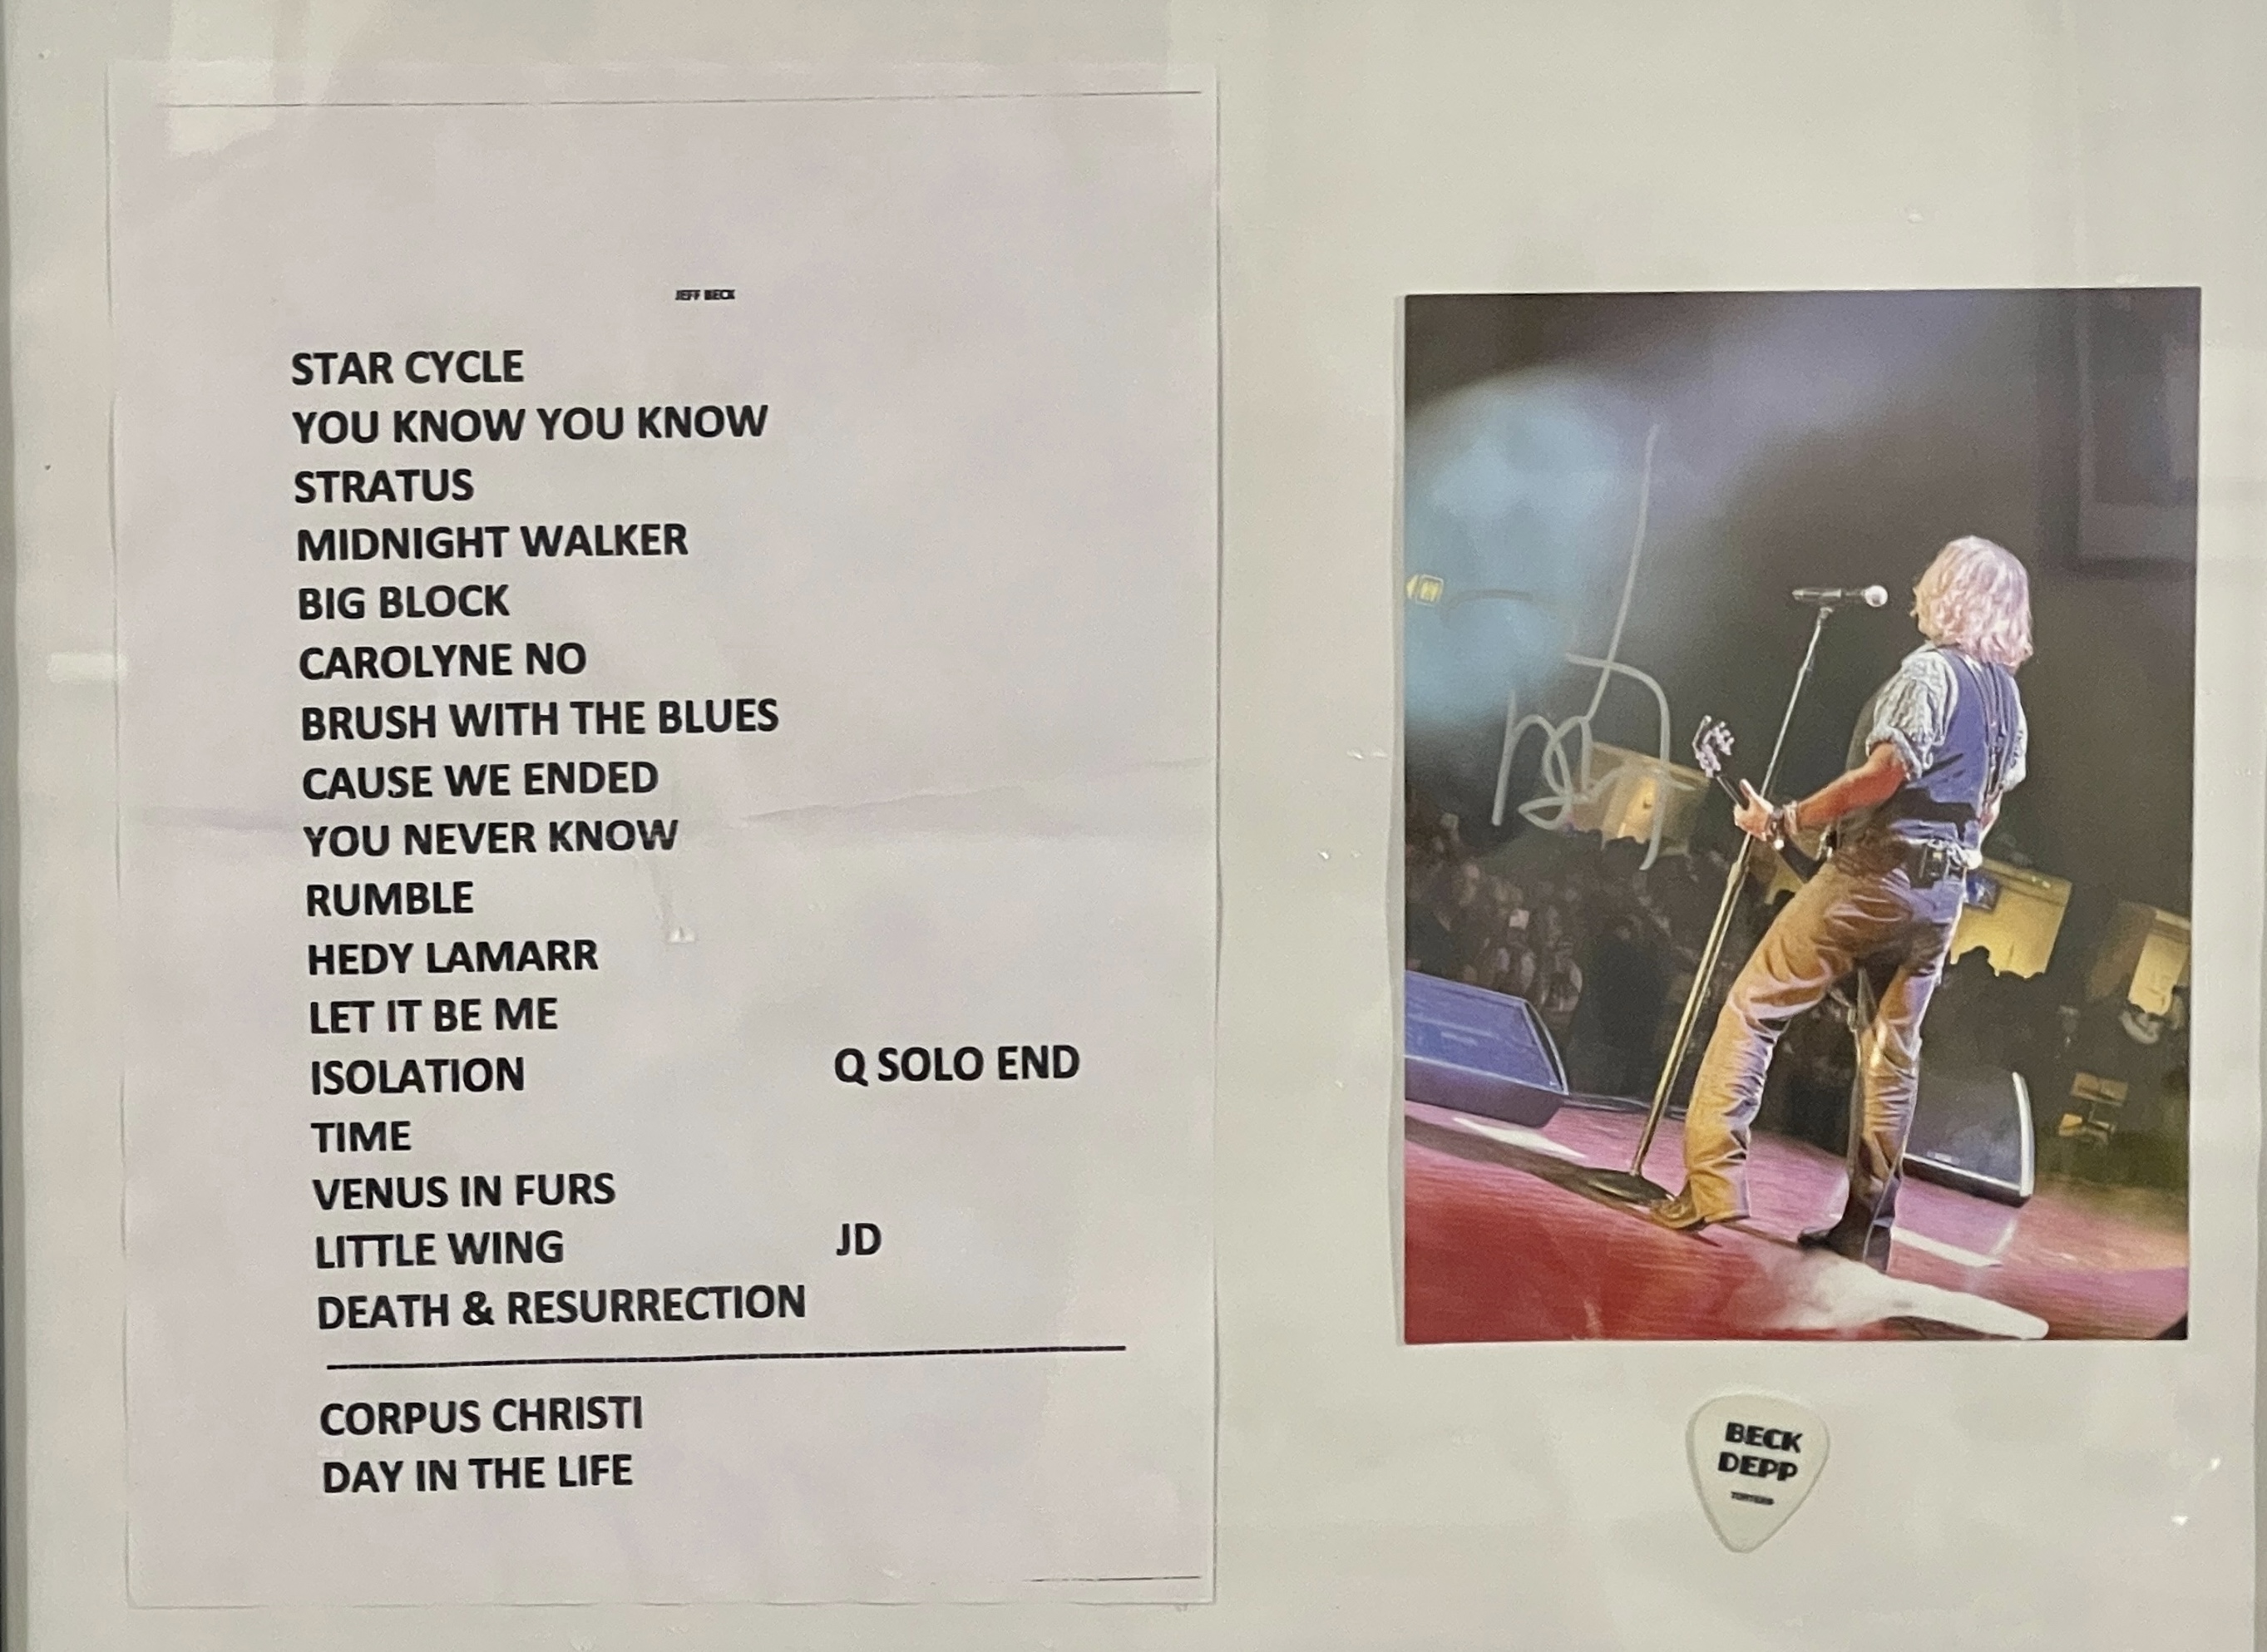 JEFF BECK
STAR CYCLE
YOU KNOW YOU KNOW
STRATUS
MIDNIGHT WALKER
BIG BLOCK
CAROLYNE NO
BRUSH WITH THE BLUES
CAUSE WE ENDED
YOU NEVER KNOW
RUMBLE
HEDY LAMARR
LET IT BE ME
ISOLATION Q SOLO END
TIME
VENUS IN FURS
LITTLE WING JD
DEATH & RESURRECTION
CORPUS CHRISTI
DAY IN THE LIFE
BECK
DEPP